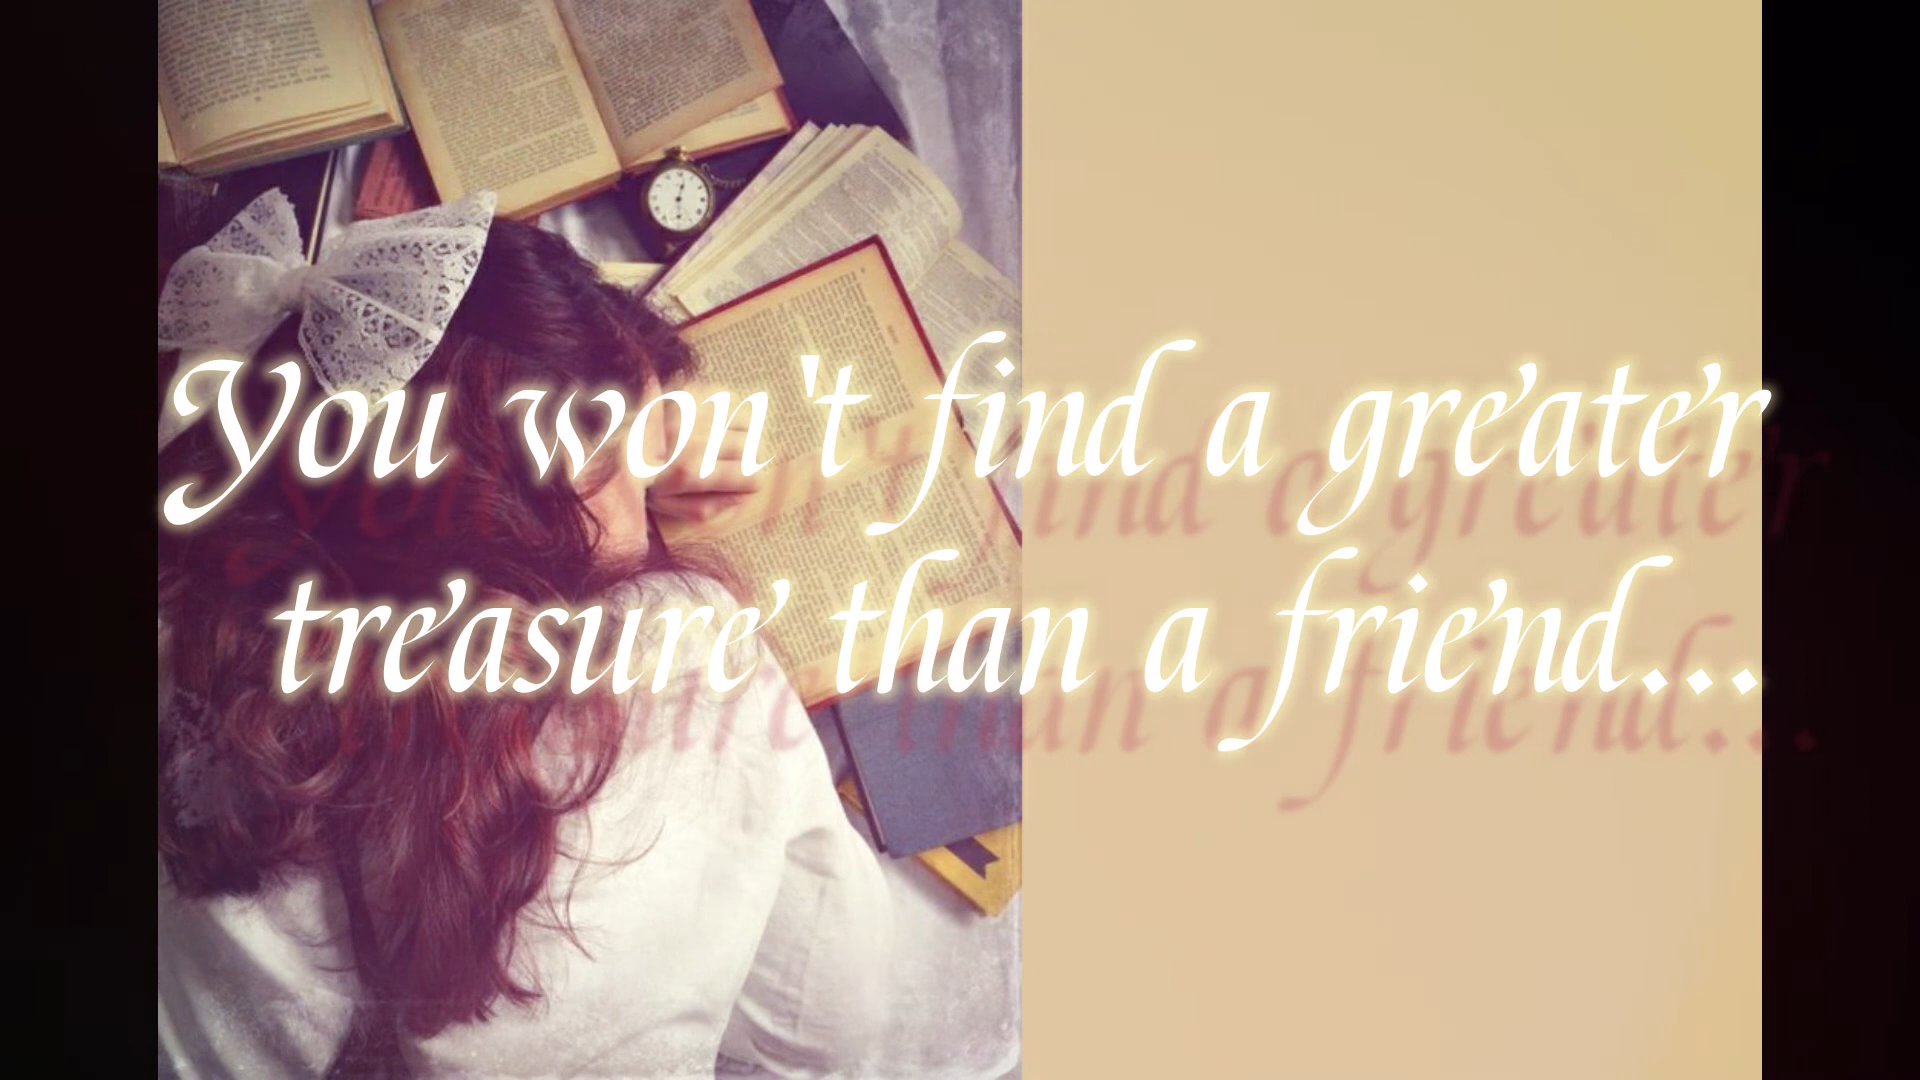 You won't find a greater
treasure than a friend...